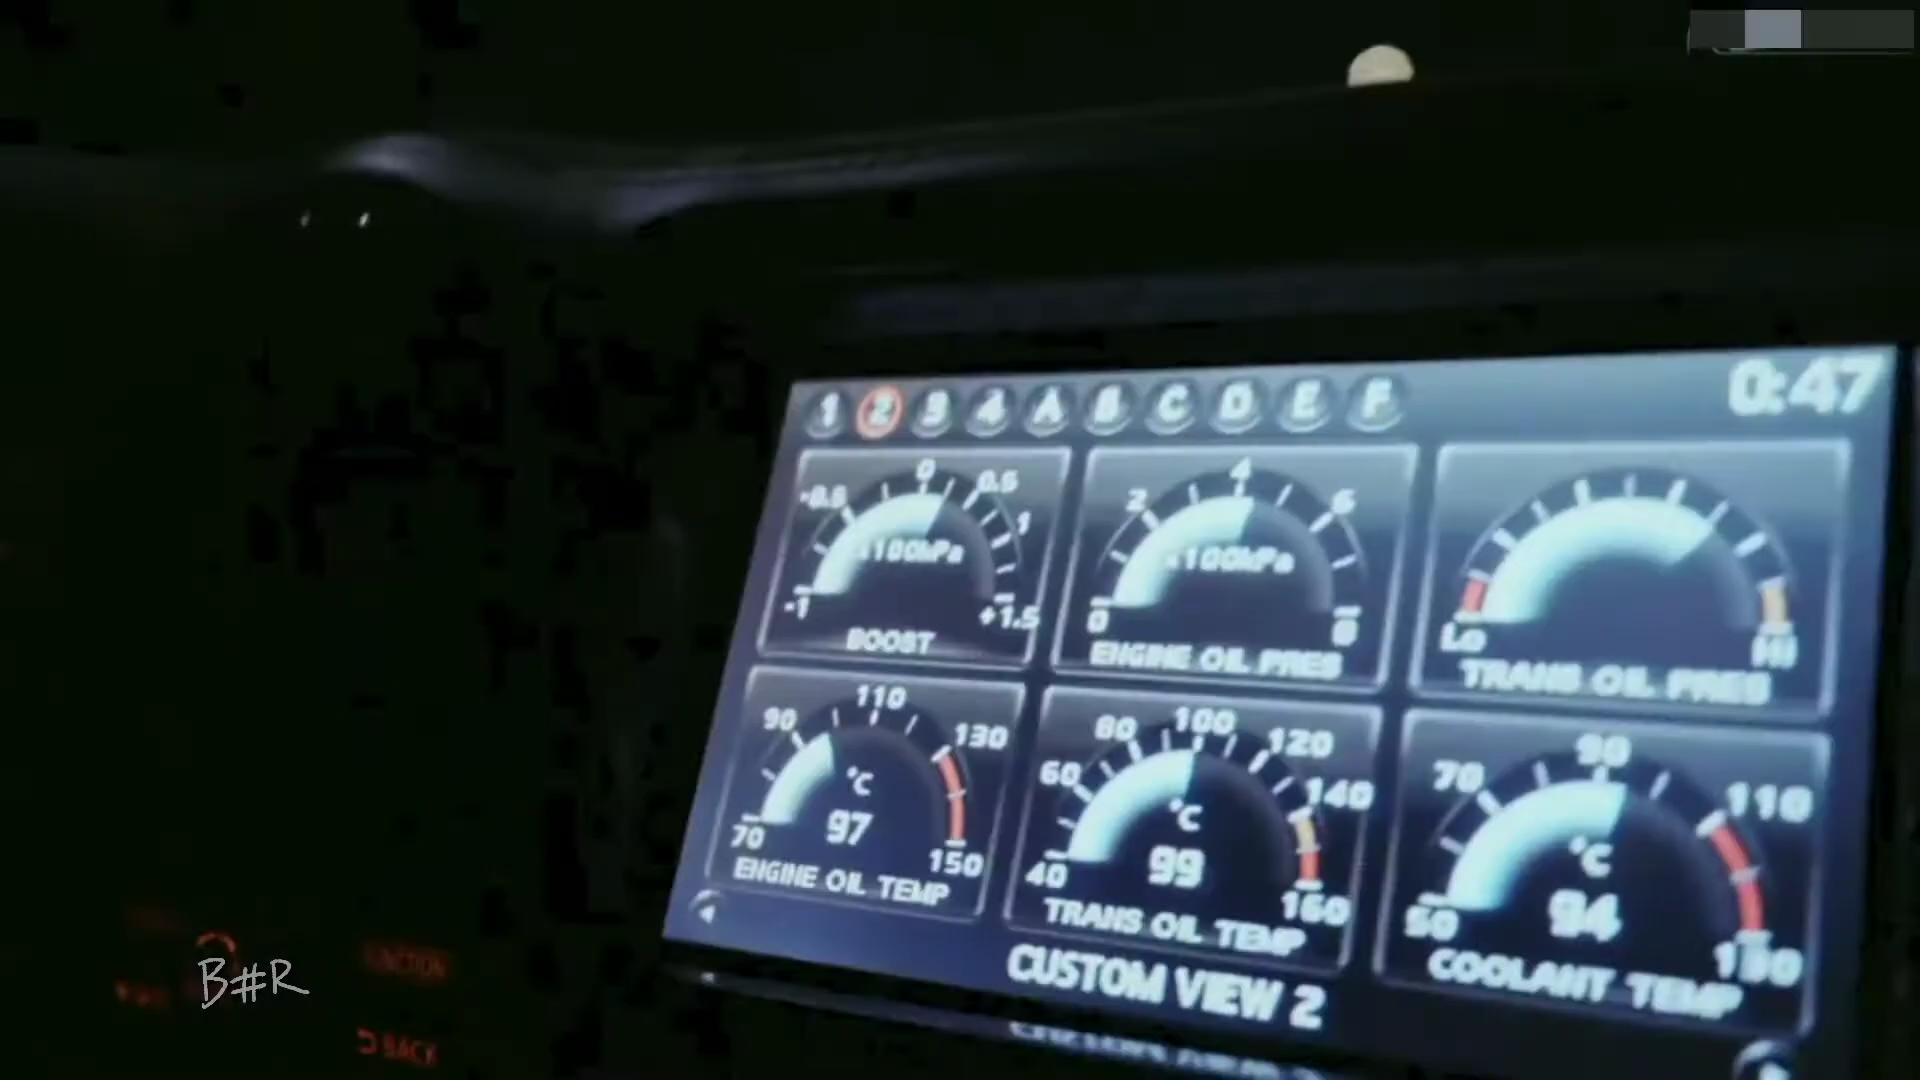 0:47
1 2 3 4 A B C D E F
-1 -0.5 0 0.5 1 +1.5
x100kPa
BOOST
0 2 4 6 8
x100kPa
ENGINE OIL PRES
Lo Hi
TRANS OIL PRES
70 90 110 130 150
°C
97
ENGINE OIL TEMP
40 60 80 100 120 140 160
°C
99
TRANS OIL TEMP
50 70 90 110 130
°C
94
COOLANT TEMP
CUSTOM VIEW 2
FUNCTION
B#R
BACK